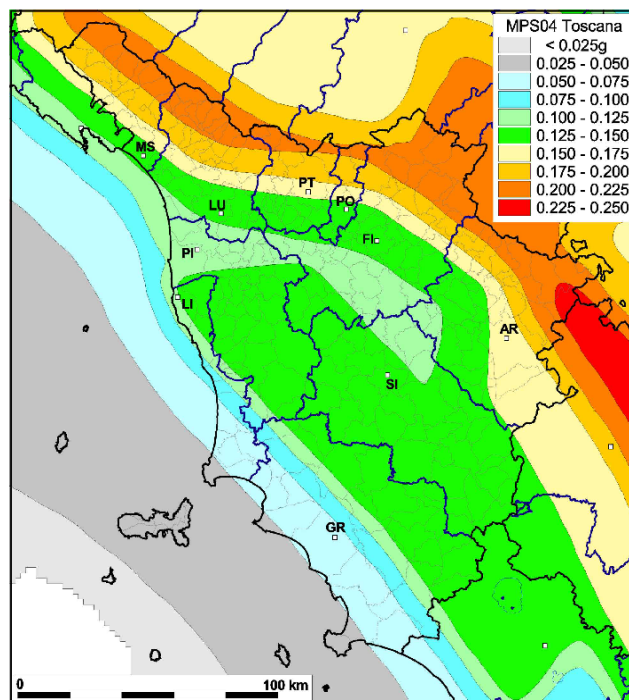 MPS04 Toscana
< 0.025g
0.025 - 0.050
0.050 - 0.075
0.075 - 0.100
0.100 - 0.125
0.125 - 0.150
0.150 - 0.175
0.175 - 0.200
0.200 - 0.225
0.225 - 0.250
MS
PT
PO
LU
FI
PI
LI
AR
SI
GR
0
100 km